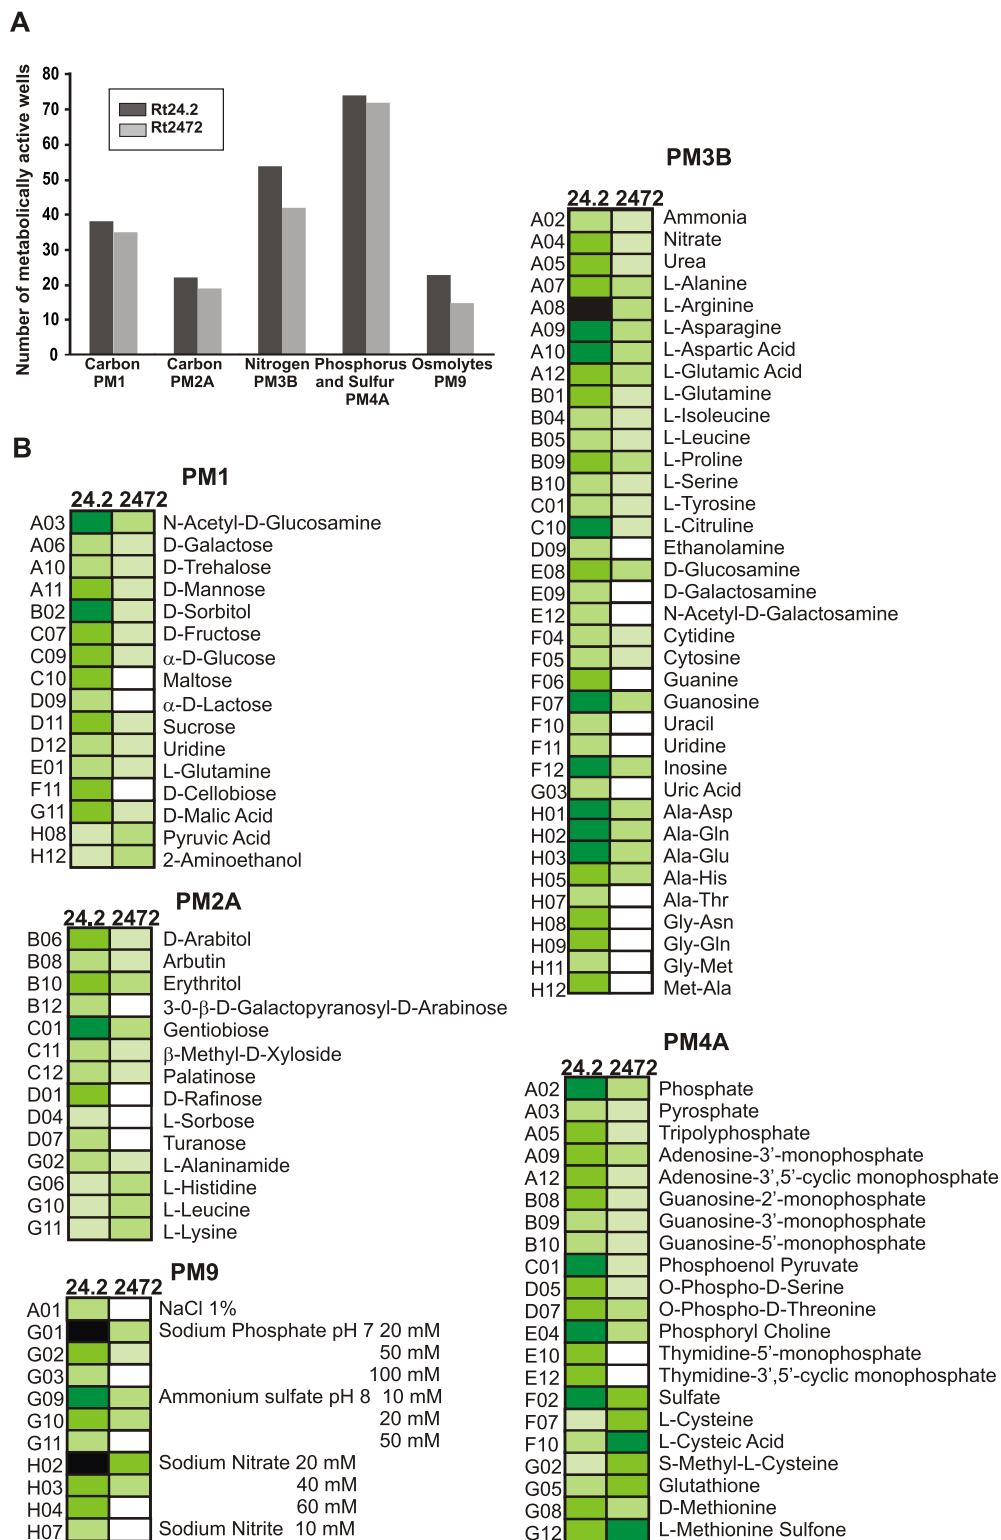 A
Number of metabolically active wells
80
70
60
50
40
30
20
10
0
Rt24.2
Rt2472
Carbon PM1
Carbon PM2A
Nitrogen PM3B
Phosphorus and Sulfur PM4A
Osmolytes PM9
B
PM1
24.2 2472
A03 N-Acetyl-D-Glucosamine
A06 D-Galactose
A10 D-Trehalose
A11 D-Mannose
B02 D-Sorbitol
C07 D-Fructose
C09 α-D-Glucose
C10 Maltose
D09 α-D-Lactose
D11 Sucrose
D12 Uridine
E01 L-Glutamine
F11 D-Cellobiose
G11 D-Malic Acid
H08 Pyruvic Acid
H12 2-Aminoethanol
PM2A
24.2 2472
B06 D-Arabitol
B08 Arbutin
B10 Erythritol
B12 3-0-β-D-Galactopyranosyl-D-Arabinose
C01 Gentiobiose
C11 β-Methyl-D-Xyloside
C12 Palatinose
D01 D-Rafinose
D04 L-Sorbose
D07 Turanose
G02 L-Alaninamide
G06 L-Histidine
G10 L-Leucine
G11 L-Lysine
PM9
24.2 2472
A01 NaCl 1%
G01 Sodium Phosphate pH 7 20 mM
G02 50 mM
G03 100 mM
G09 Ammonium sulfate pH 8 10 mM
G10 20 mM
G11 50 mM
H02 Sodium Nitrate 20 mM
H03 40 mM
H04 60 mM
H07 Sodium Nitrite 10 mM
PM3B
24.2 2472
A02 Ammonia
A04 Nitrate
A05 Urea
A07 L-Alanine
A08 L-Arginine
A09 L-Asparagine
A10 L-Aspartic Acid
A12 L-Glutamic Acid
B01 L-Glutamine
B04 L-Isoleucine
B05 L-Leucine
B09 L-Proline
B10 L-Serine
C01 L-Tyrosine
C10 L-Citruline
D09 Ethanolamine
E08 D-Glucosamine
E09 D-Galactosamine
E12 N-Acetyl-D-Galactosamine
F04 Cytidine
F05 Cytosine
F06 Guanine
F07 Guanosine
F10 Uracil
F11 Uridine
F12 Inosine
G03 Uric Acid
H01 Ala-Asp
H02 Ala-Gln
H03 Ala-Glu
H05 Ala-His
H07 Ala-Thr
H08 Gly-Asn
H09 Gly-Gln
H11 Gly-Met
H12 Met-Ala
PM4A
24.2 2472
A02 Phosphate
A03 Pyrosphate
A05 Tripolyphosphate
A09 Adenosine-3'-monophosphate
A12 Adenosine-3',5'-cyclic monophosphate
B08 Guanosine-2'-monophosphate
B09 Guanosine-3'-monophosphate
B10 Guanosine-5'-monophosphate
C01 Phosphoenol Pyruvate
D05 O-Phospho-D-Serine
D07 O-Phospho-D-Threonine
E04 Phosphoryl Choline
E10 Thymidine-5'-monophosphate
E12 Thymidine-3',5'-cyclic monophosphate
F02 Sulfate
F07 L-Cysteine
F10 L-Cysteic Acid
G02 S-Methyl-L-Cysteine
G05 Glutathione
G08 D-Methionine
G12 L-Methionine Sulfone